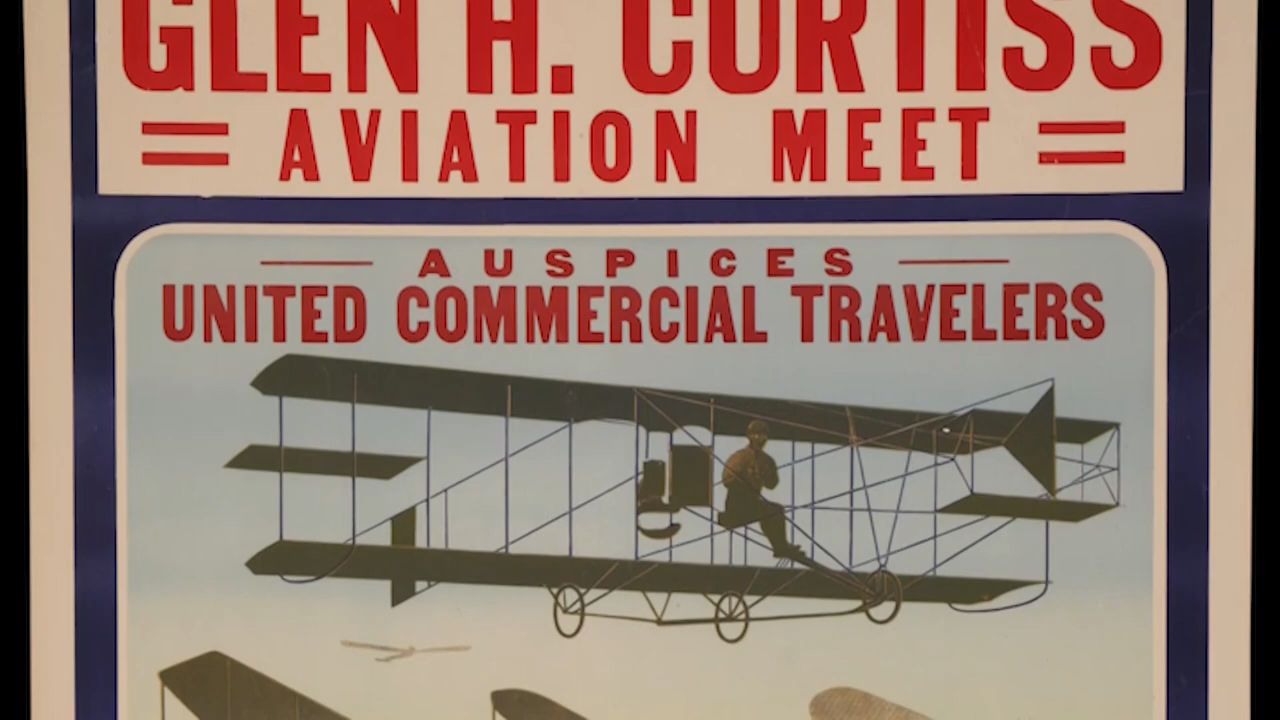 GLEN H. CURTISS
= AVIATION MEET =
AUSPICES
UNITED COMMERCIAL TRAVELERS